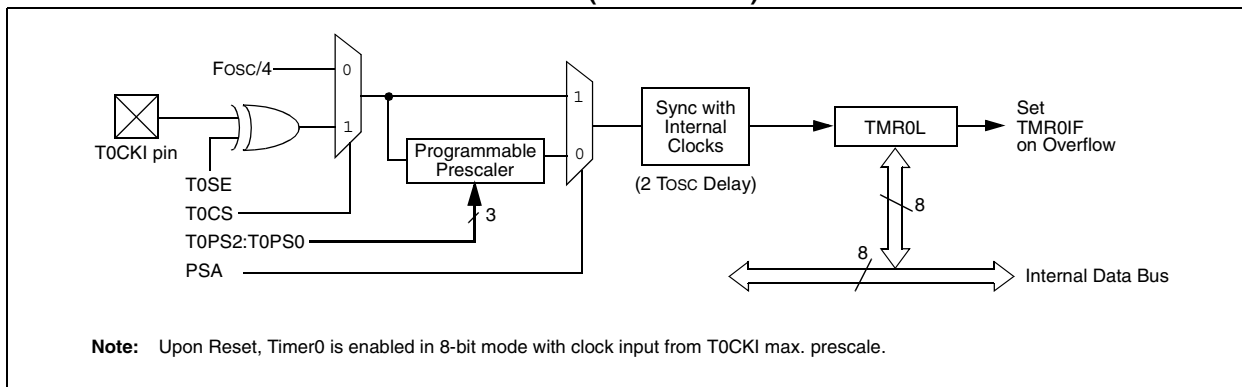 Fosc/4
0
1
T0CKI pin
T0SE
T0CS
T0PS2:T0PS0
PSA
Programmable
Prescaler
3
1
0
Sync with
Internal
Clocks
(2 Tosc Delay)
TMR0L
Set
TMR0IF
on Overflow
8
8
Internal Data Bus
Note: Upon Reset, Timer0 is enabled in 8-bit mode with clock input from T0CKI max. prescale.